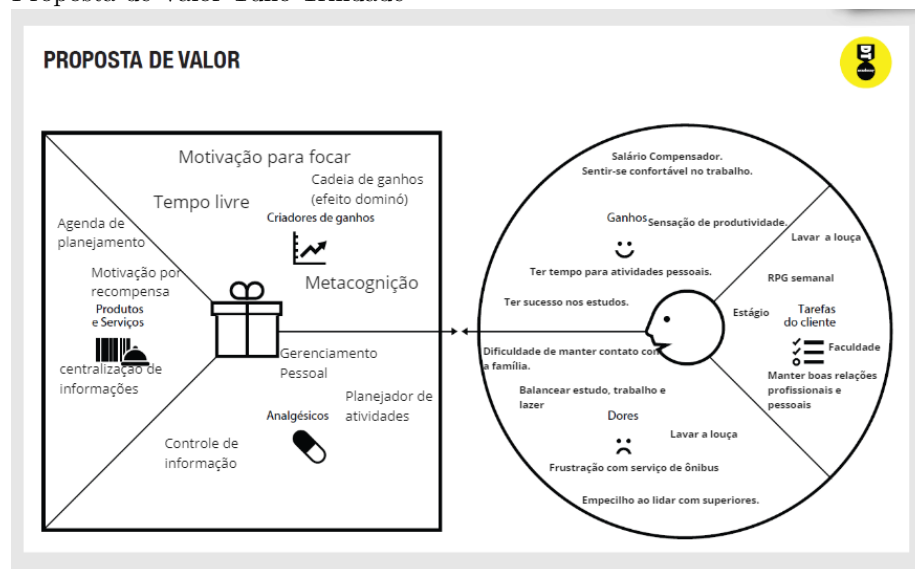 PROPOSTA DE VALOR
Motivação para focar
Cadeia de ganhos
(efeito dominó)
Tempo livre
Criadores de ganhos
Metacognição
Agenda de
planejamento
Motivação por
recompensa
Produtos
e Serviços
centralização de
informações
Gerenciamento
Pessoal
Planejador de
atividades
Analgésicos
Controle de
informação
Salário Compensador.
Sentir-se confortável no trabalho.
Ganhos
Sensação de produtividade.
Ter tempo para atividades pessoais.
Ter sucesso nos estudos.
Lavar a louça
RPG semanal
Estágio
Tarefas
do cliente
Faculdade
Manter boas relações
profissionais e
pessoais
Dificuldade de manter contato com
a família.
Balancear estudo, trabalho e
lazer
Dores
Lavar a louça
Frustração com serviço de ônibus
Empecilho ao lidar com superiores.